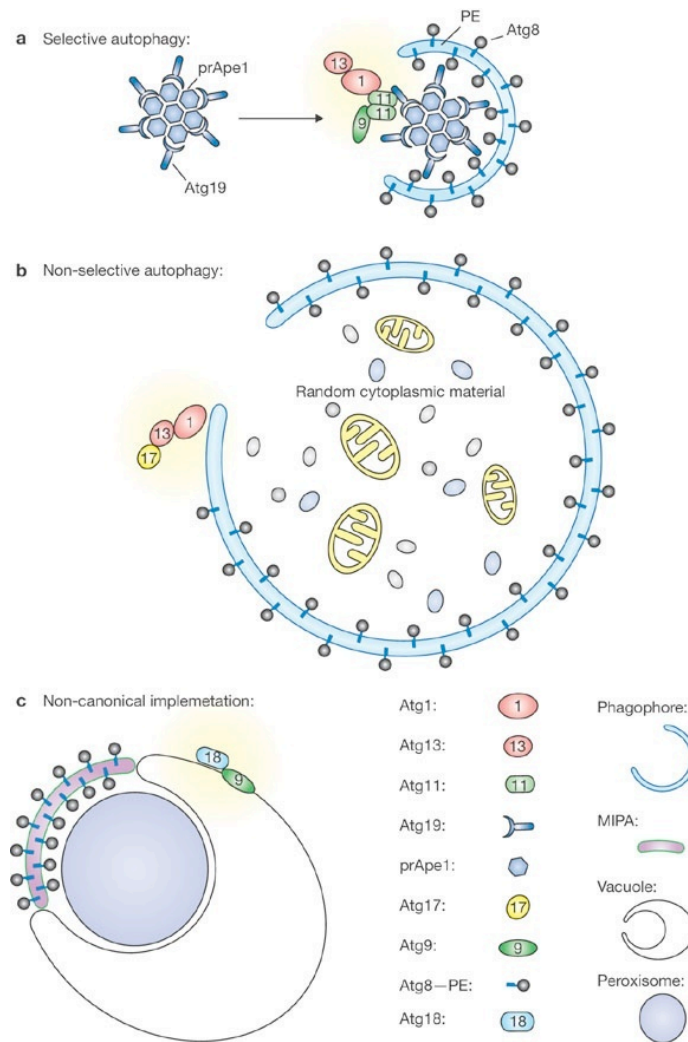 a Selective autophagy:
prApe1
Atg19
PE
Atg8
13
1
11
11
9
b Non-selective autophagy:
Random cytoplasmic material
1
13
17
c Non-canonical implemetation:
18
9
Atg1: 1
Atg13: 13
Atg11: 11
Atg19:
prApe1:
Atg17: 17
Atg9: 9
Atg8—PE:
Atg18: 18
Phagophore:
MIPA:
Vacuole:
Peroxisome: